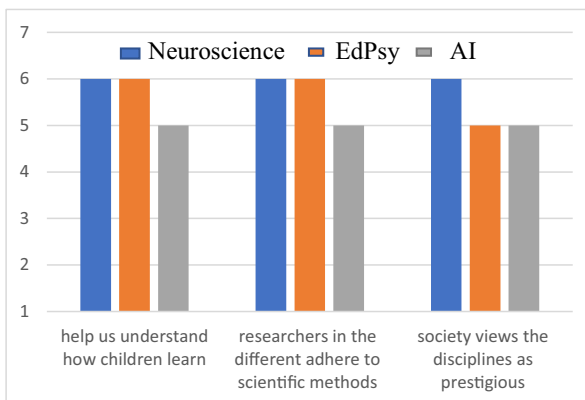 7
Neuroscience EdPsy AI
6
5
4
3
2
1
help us understand
how children learn
researchers in the
different adhere to
scientific methods
society views the
disciplines as
prestigious